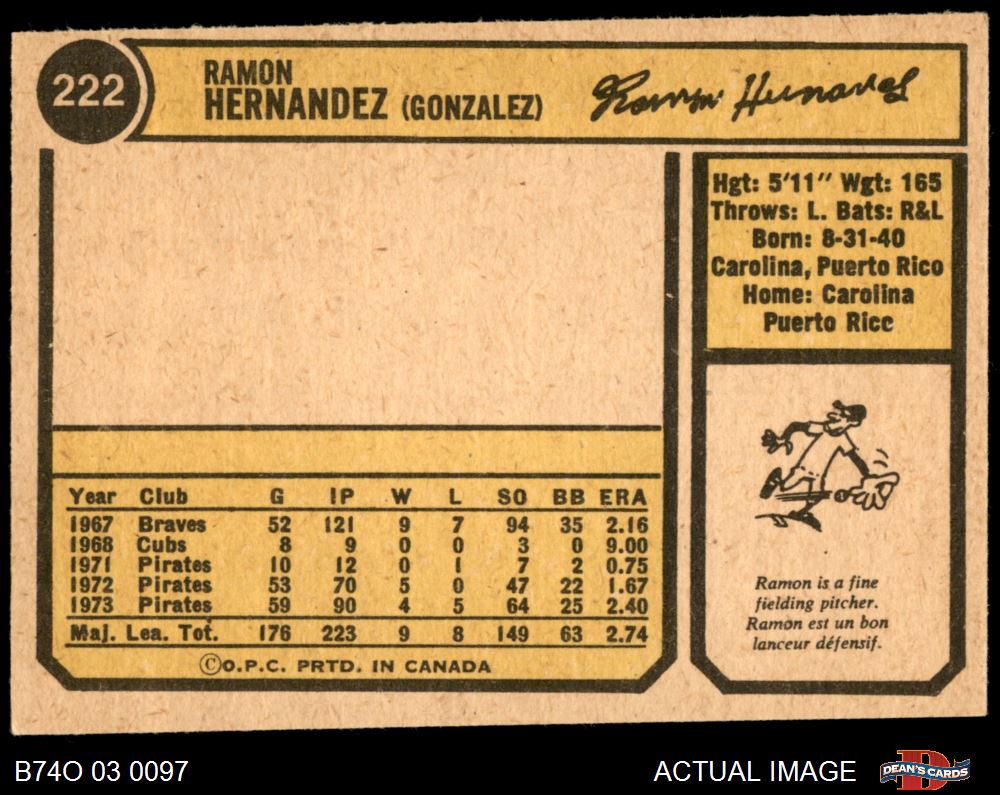 222
RAMON
HERNANDEZ (GONZALEZ)
Ramon Hernandez
Hgt: 5'11" Wgt: 165
Throws: L. Bats: R&L
Born: 8-31-40
Carolina, Puerto Rico
Home: Carolina
Puerto Ricc
Year Club G IP W L SO BB ERA
1967 Braves 52 121 9 7 94 35 2.16
1968 Cubs 8 9 0 0 3 0 9.00
1971 Pirates 10 12 0 1 7 2 0.75
1972 Pirates 53 70 5 0 47 22 1.67
1973 Pirates 59 90 4 5 64 25 2.40
Maj. Lea. Tot. 176 223 9 8 149 63 2.74
©O.P.C. PRTD. IN CANADA
Ramon is a fine
fielding pitcher.
Ramon est un bon
lanceur défensif.
B74O 03 0097
ACTUAL IMAGE
DEAN'S CARDS